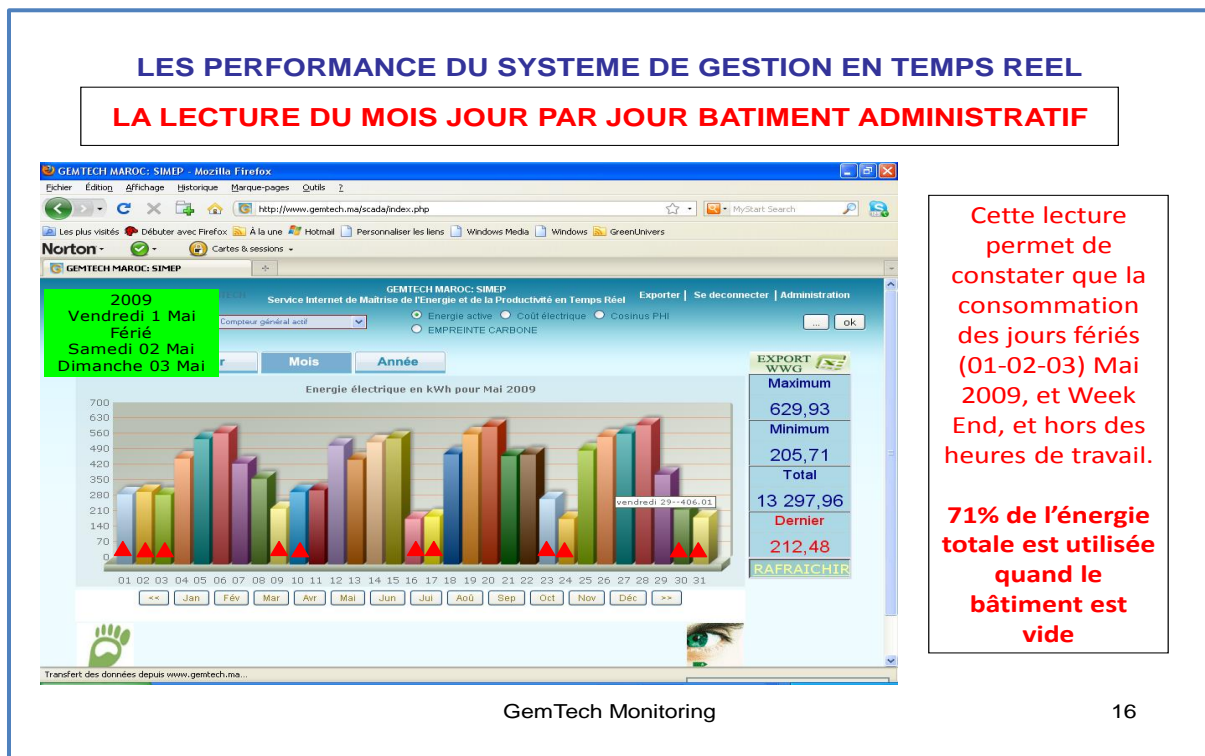 LES PERFORMANCE DU SYSTEME DE GESTION EN TEMPS REEL
LA LECTURE DU MOIS JOUR PAR JOUR BATIMENT ADMINISTRATIF
GEMTECH MAROC: SIMEP - Mozilla Firefox
Fichier Édition Affichage Historique Marque-pages Outils ?
http://www.gemtech.ma/scada/index.php
MyStart Search
Les plus visités Débuter avec Firefox À la une Hotmail Personnaliser les liens Windows Media Windows GreenUnivers
Norton Cartes & sessions
GEMTECH MAROC: SIMEP
GEMTECH MAROC: SIMEP
Service Internet de Maîtrise de l'Energie et de la Productivité en Temps Réel
Exporter | Se deconnecter | Administration
2009
Vendredi 1 Mai
Férié
Samedi 02 Mai
Dimanche 03 Mai
Compteur général actif
Energie active Coût électrique Cosinus PHI
EMPREINTE CARBONE
... ok
r Mois Année
EXPORT
WWG
Energie électrique en kWh pour Mai 2009
700
630
560
490
420
350
280
210
140
70
0
vendredi 29--406.01
01 02 03 04 05 06 07 08 09 10 11 12 13 14 15 16 17 18 19 20 21 22 23 24 25 26 27 28 29 30 31
<< Jan Fév Mar Avr Mai Jun Jui Aoû Sep Oct Nov Déc >>
Maximum
629,93
Minimum
205,71
Total
13 297,96
Dernier
212,48
RAFRAICHIR
Transfert des données depuis www.gemtech.ma...
Cette lecture
permet de
constater que la
consommation
des jours fériés
(01-02-03) Mai
2009, et Week
End, et hors des
heures de travail.
71% de l'énergie
totale est utilisée
quand le
bâtiment est
vide
GemTech Monitoring
16